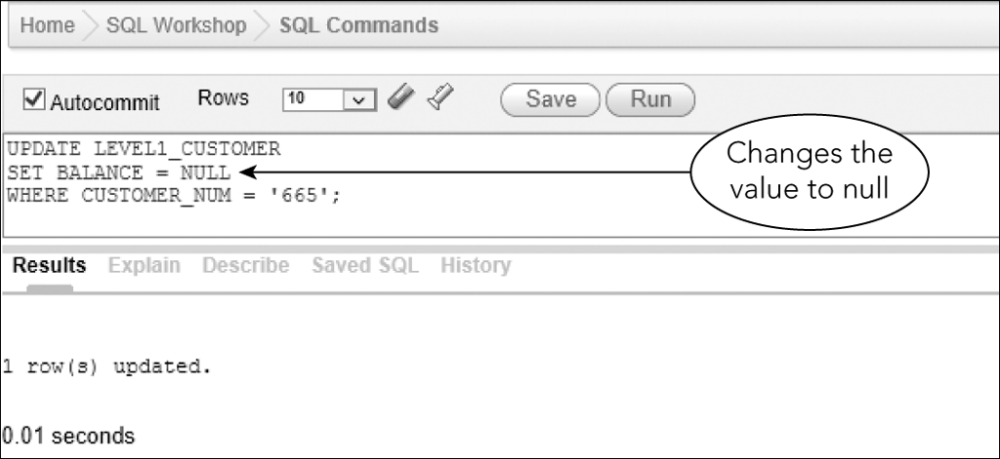 Home SQL Workshop SQL Commands
Autocommit Rows 10 Save Run
UPDATE LEVEL1_CUSTOMER
SET BALANCE = NULL
WHERE CUSTOMER_NUM = '665';
Changes the
value to null
Results Explain Describe Saved SQL History
1 row(s) updated.
0.01 seconds